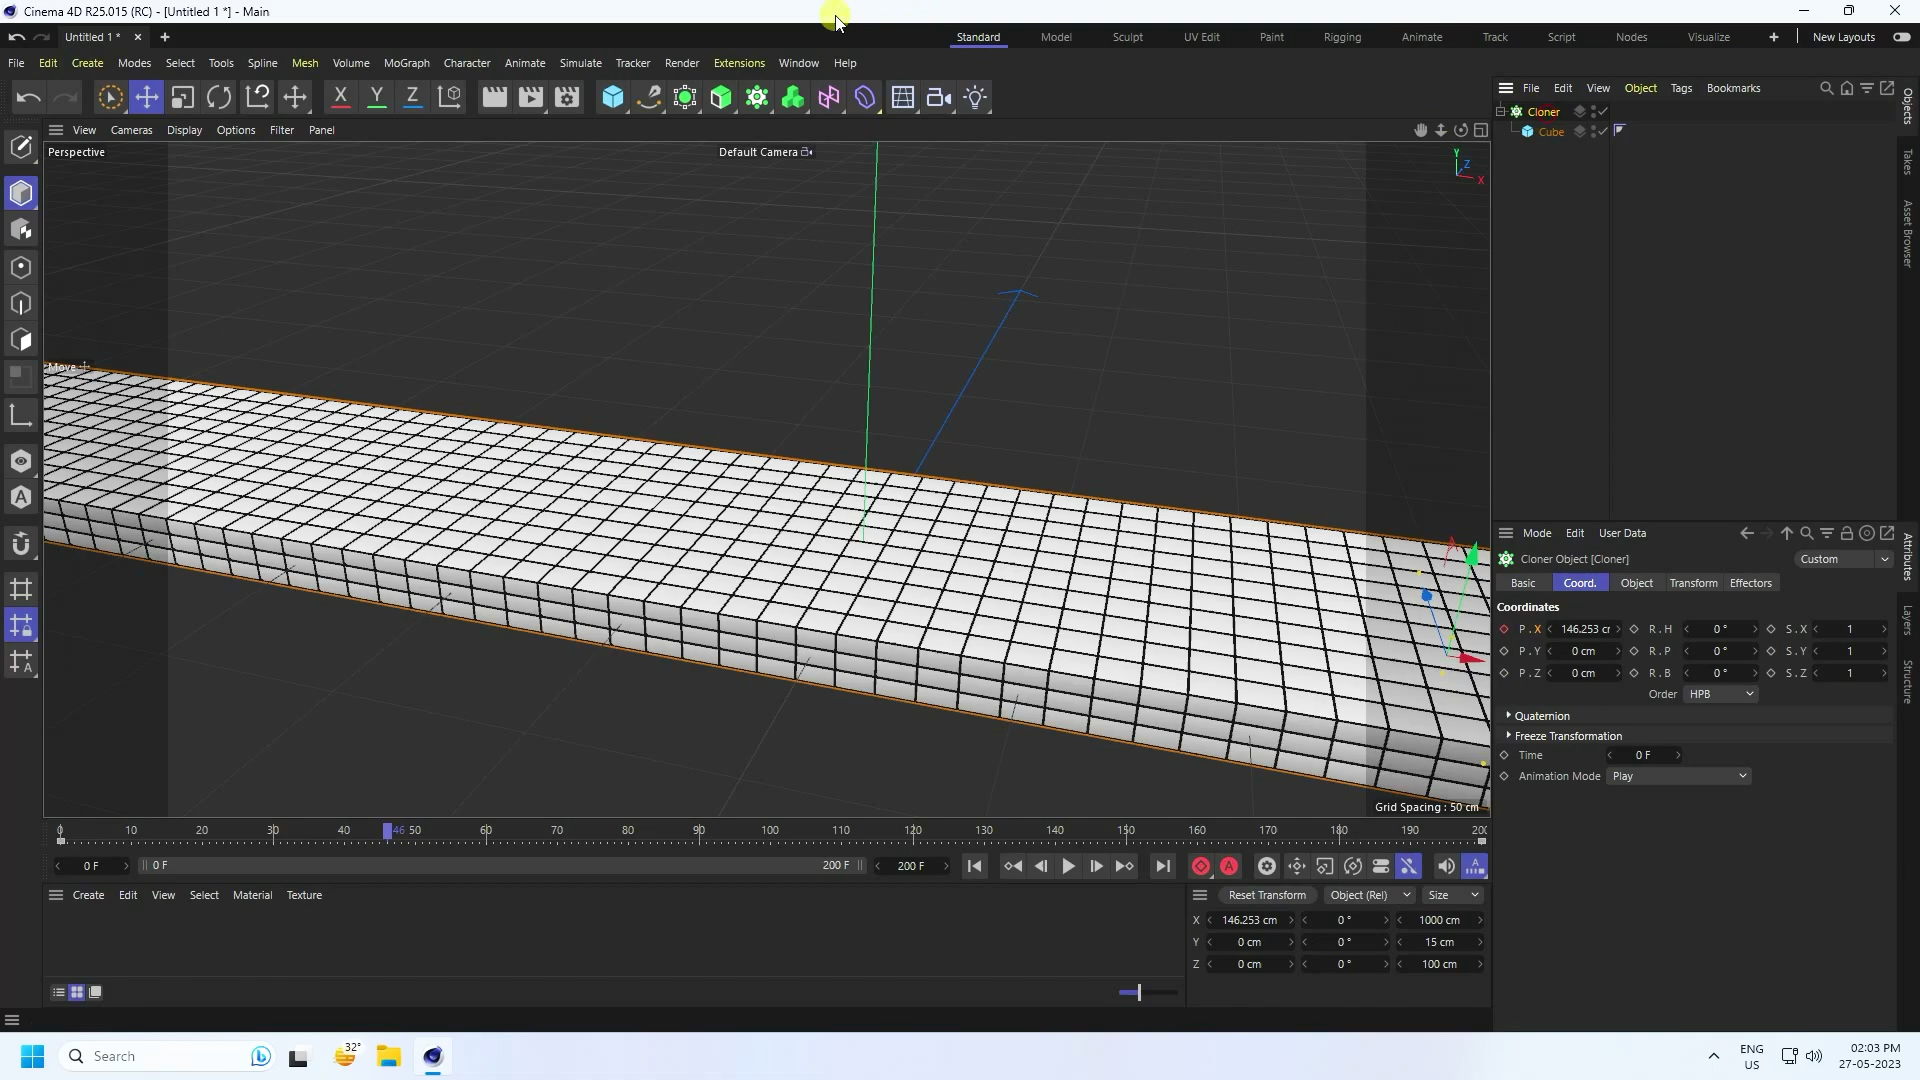 Cinema 4D R25.015 (RC) - [Untitled 1 *] - Main
Untitled 1 *
Standard Model Sculpt UV Edit Paint Rigging Animate Track Script Nodes Visualize New Layouts
File Edit Create Modes Select Tools Spline Mesh Volume MoGraph Character Animate Simulate Tracker Render Extensions Window Help
X Y Z
File Edit View Object Tags Bookmarks
View Cameras Display Options Filter Panel
Cloner
Cube
Objects
Takes
Asset Browser
Perspective
Default Camera
Y
Z
X
Move
Grid Spacing : 50 cm
Mode Edit User Data
Cloner Object [Cloner]
Custom
Basic Coord. Object Transform Effectors
Coordinates
P . X 146.253 cr R . H 0 ° S . X 1
P . Y 0 cm R . P 0 ° S . Y 1
P . Z 0 cm R . B 0 ° S . Z 1
Order HPB
Quaternion
Freeze Transformation
Time 0 F
Animation Mode Play
Attributes
Layers
Structure
0 10 20 30 40 46 50 60 70 80 90 100 110 120 130 140 150 160 170 180 190 200
0 F 0 F 200 F 200 F
Create Edit View Select Material Texture
Reset Transform Object (Rel) Size
X 146.253 cm 0 ° 1000 cm
Y 0 cm 0 ° 15 cm
Z 0 cm 0 ° 100 cm
Search
32°
ENG
US
02:03 PM
27-05-2023